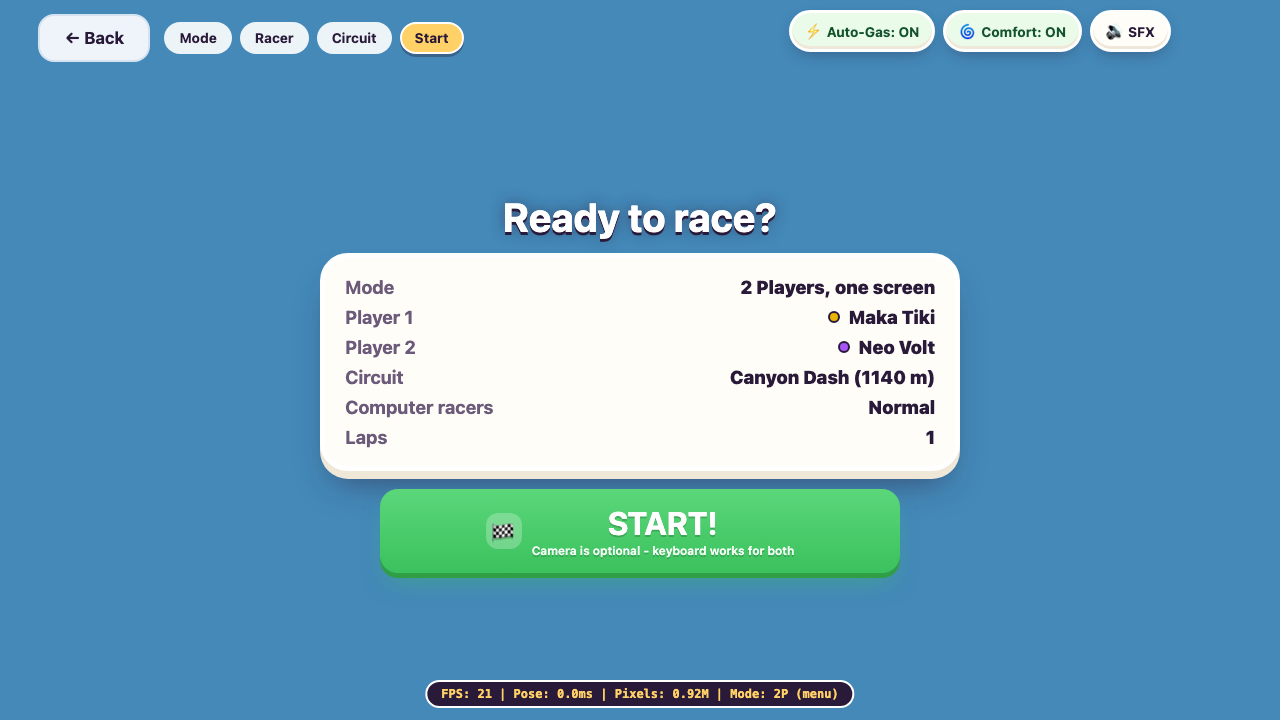 ← Back
Mode
Racer
Circuit
Start
⚡ Auto-Gas: ON
🌀 Comfort: ON
🔉 SFX
Ready to race?
Mode 2 Players, one screen
Player 1 Maka Tiki
Player 2 Neo Volt
Circuit Canyon Dash (1140 m)
Computer racers Normal
Laps 1
🏁 START!
Camera is optional - keyboard works for both
FPS: 21 | Pose: 0.0ms | Pixels: 0.92M | Mode: 2P (menu)